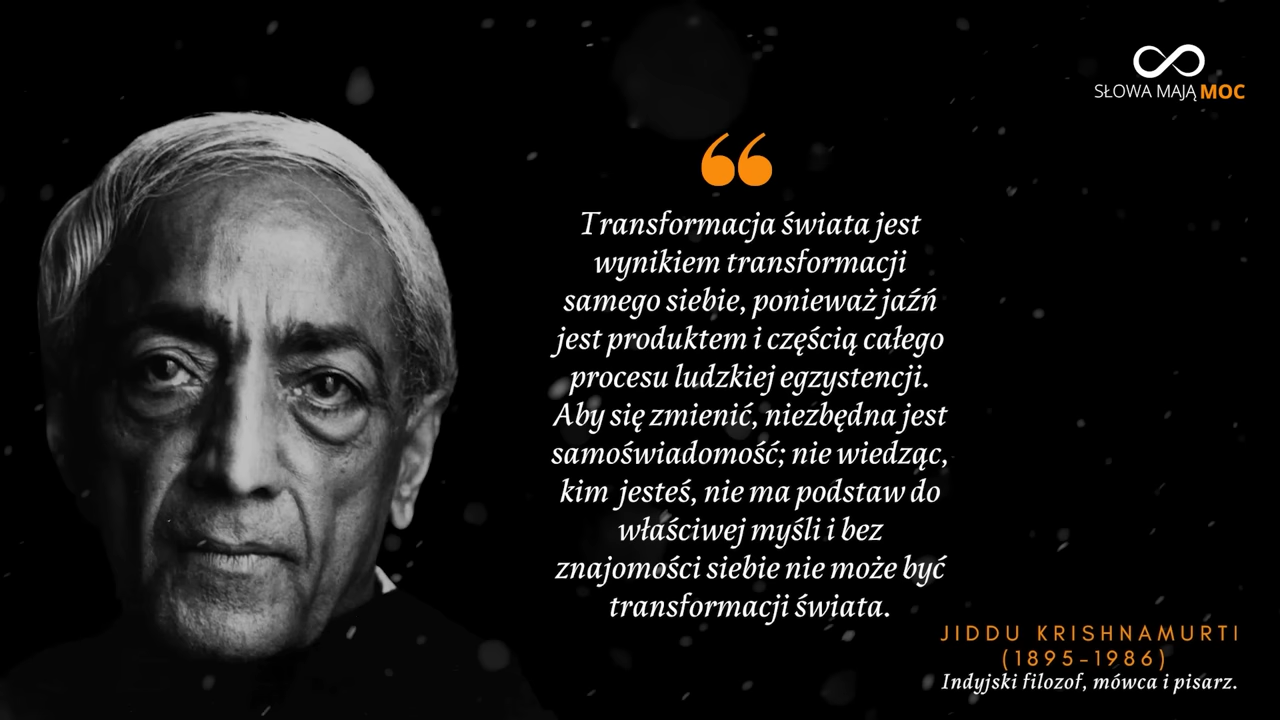 SŁOWA MAJĄ MOC
Transformacja świata jest
wynikiem transformacji
samego siebie, ponieważ jaźń
jest produktem i częścią całego
procesu ludzkiej egzystencji.
Aby się zmienić, niezbędna jest
samoświadomość; nie wiedząc,
kim jesteś, nie ma podstaw do
właściwej myśli i bez
znajomości siebie nie może być
transformacji świata.
JIDDU KRISHNAMURTI
(1895-1986)
Indyjski filozof, mówca i pisarz.